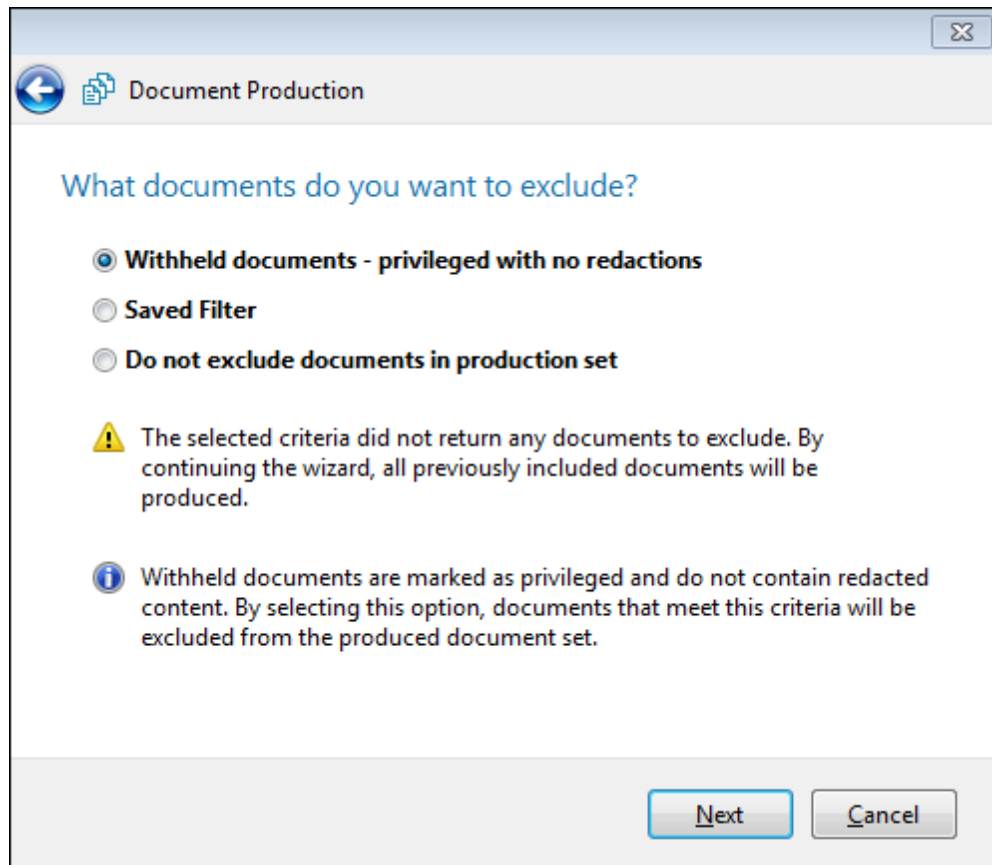 Document Production
What documents do you want to exclude?
Withheld documents - privileged with no redactions
Saved Filter
Do not exclude documents in production set
The selected criteria did not return any documents to exclude. By
continuing the wizard, all previously included documents will be
produced.
Withheld documents are marked as privileged and do not contain redacted
content. By selecting this option, documents that meet this criteria will be
excluded from the produced document set.
Next
Cancel